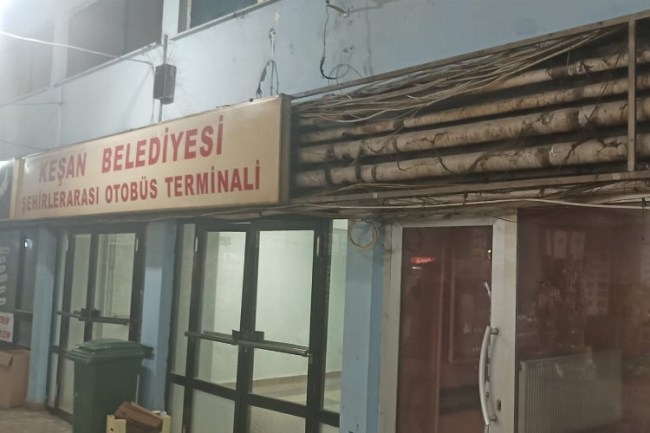 KEŞAN BELEDİYESİ
ŞEHİRLERARASI OTOBÜS TERMİNALİ